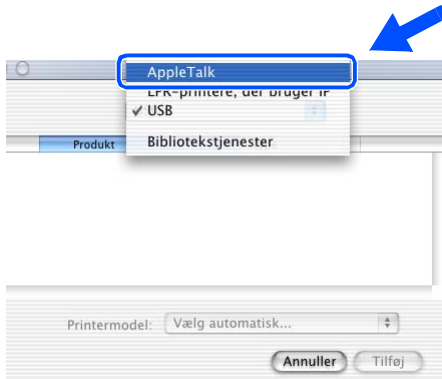 AppleTalk
LPR-printere, der bruger IP
✓ USB
Bibliotekstjenester
Produkt
Printermodel: Vælg automatisk...
Annuller Tilføj